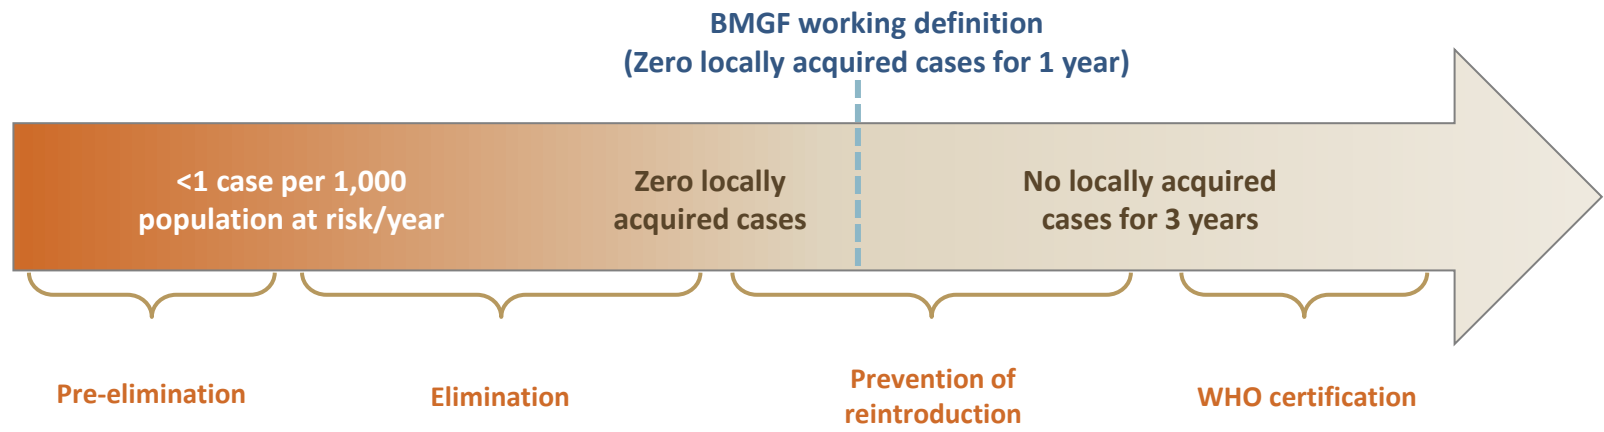 BMGF working definition
(Zero locally acquired cases for 1 year)
<1 case per 1,000
population at risk/year
Zero locally
acquired cases
No locally acquired
cases for 3 years
Pre-elimination
Elimination
Prevention of
reintroduction
WHO certification